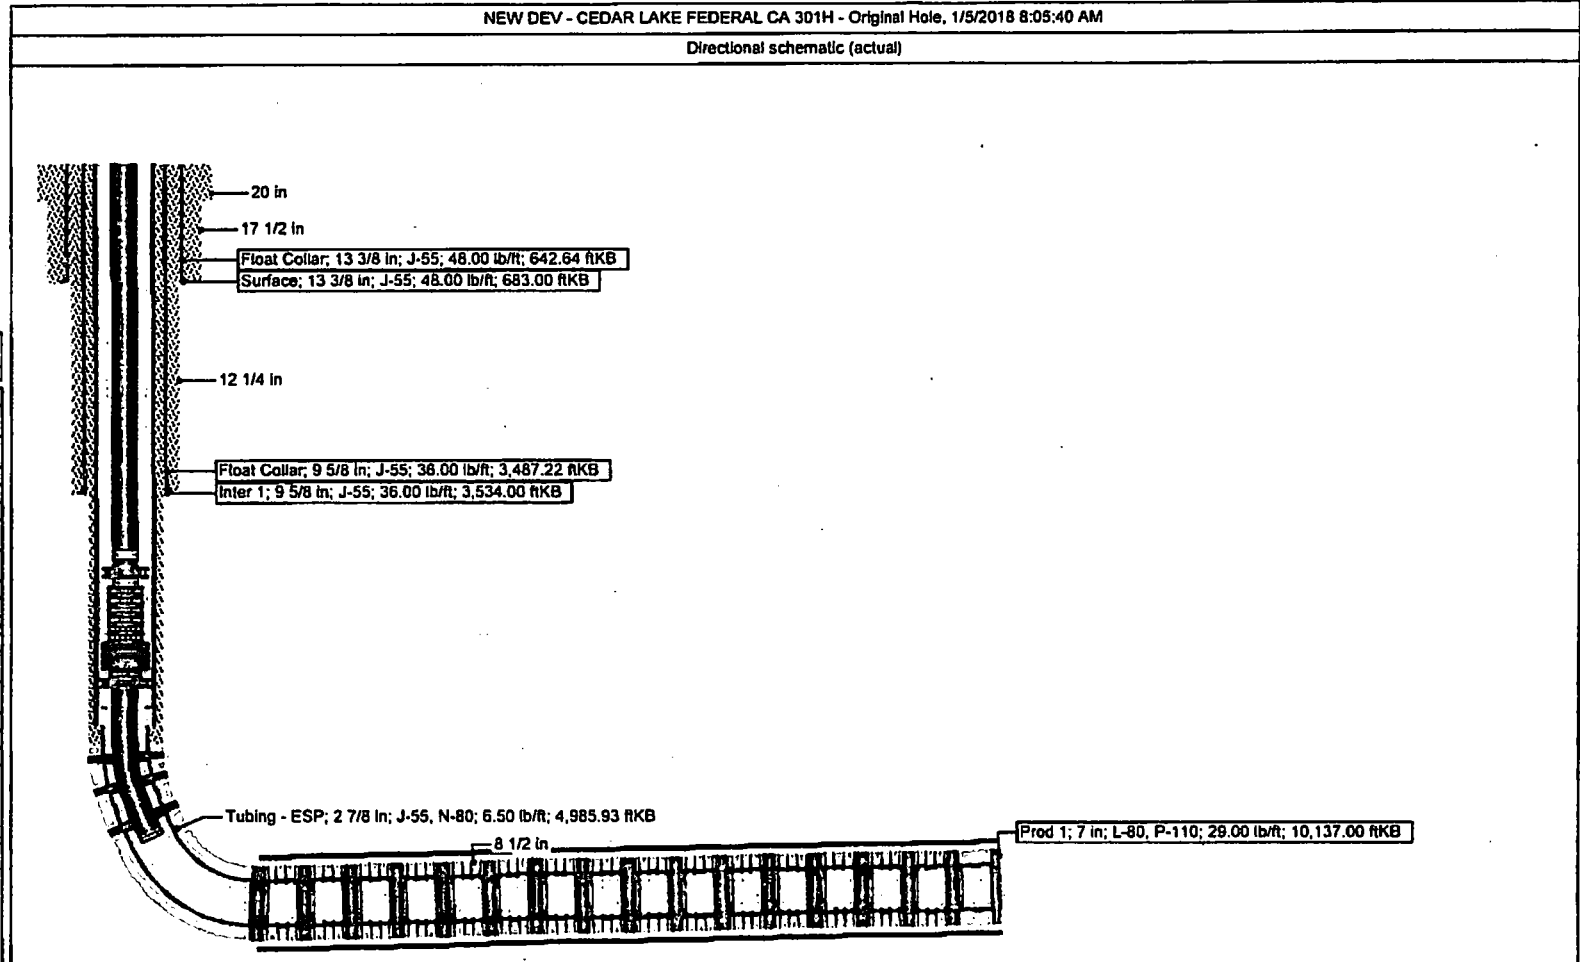 NEW DEV - CEDAR LAKE FEDERAL CA 301H - Original Hole, 1/5/2018 8:05:40 AM
Directional schematic (actual)
20 in
17 1/2 in
Float Collar; 13 3/8 in; J-55; 48.00 lb/ft; 642.64 ftKB
Surface; 13 3/8 in; J-55; 48.00 lb/ft; 683.00 ftKB
12 1/4 in
Float Collar; 9 5/8 in; J-55; 36.00 lb/ft; 3,487.22 ftKB
Inter 1; 9 5/8 in; J-55; 36.00 lb/ft; 3,534.00 ftKB
Tubing - ESP; 2 7/8 in; J-55, N-80; 6.50 lb/ft; 4,985.93 ftKB
8 1/2 in
Prod 1; 7 in; L-80, P-110; 29.00 lb/ft; 10,137.00 ftKB